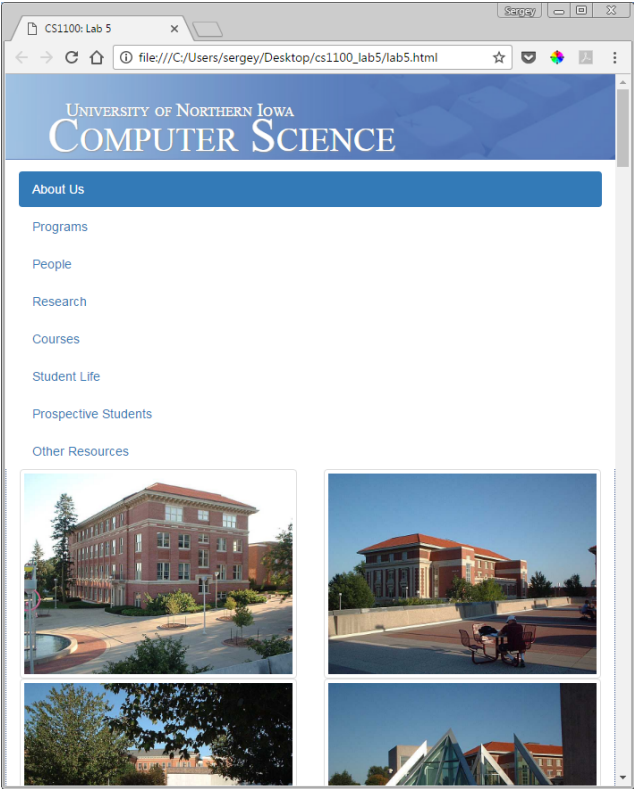 Sergey
CS1100: Lab 5
file:///C:/Users/sergey/Desktop/cs1100_lab5/lab5.html
University of Northern Iowa
Computer Science
About Us
Programs
People
Research
Courses
Student Life
Prospective Students
Other Resources